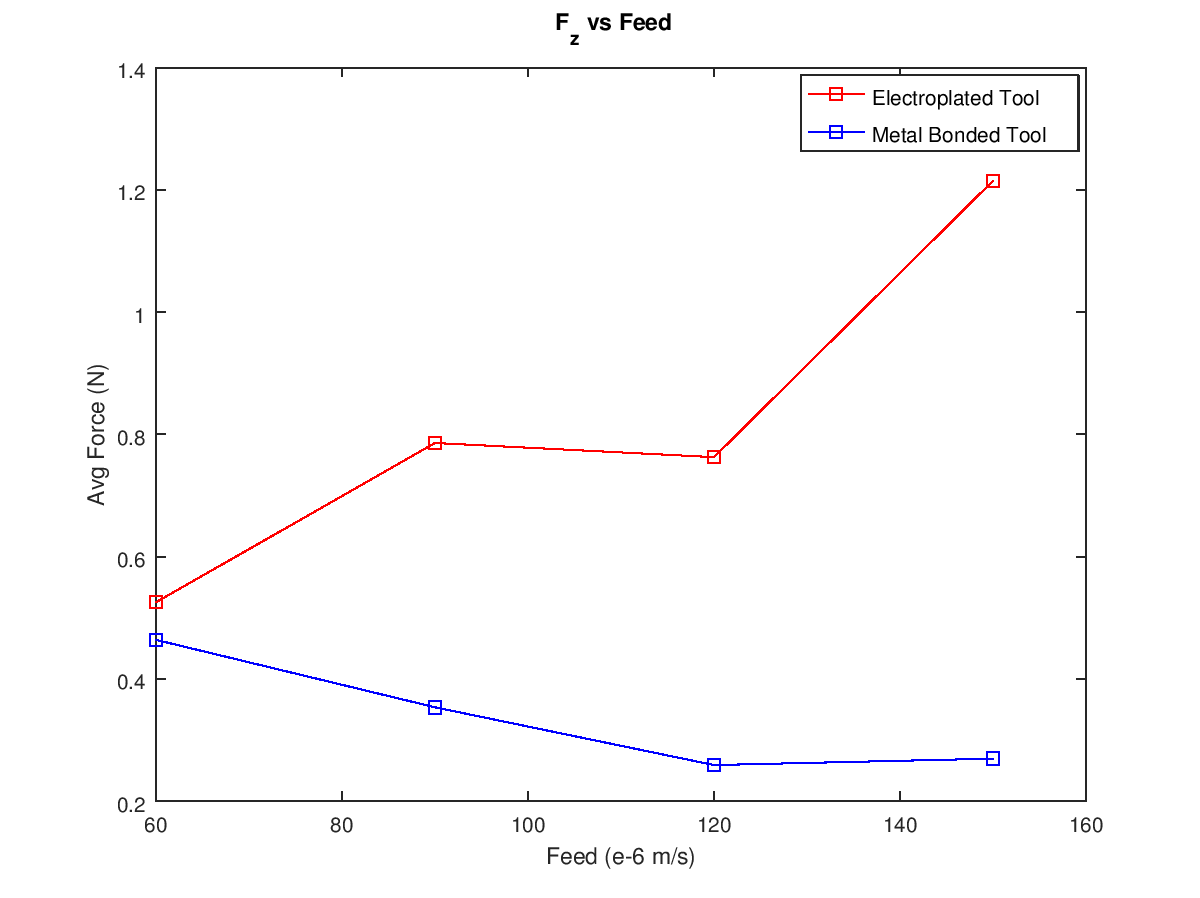 F_z vs Feed
Electroplated Tool
Metal Bonded Tool
Avg Force (N)
1.4
1.2
1
0.8
0.6
0.4
0.2
60 80 100 120 140 160
Feed (e-6 m/s)